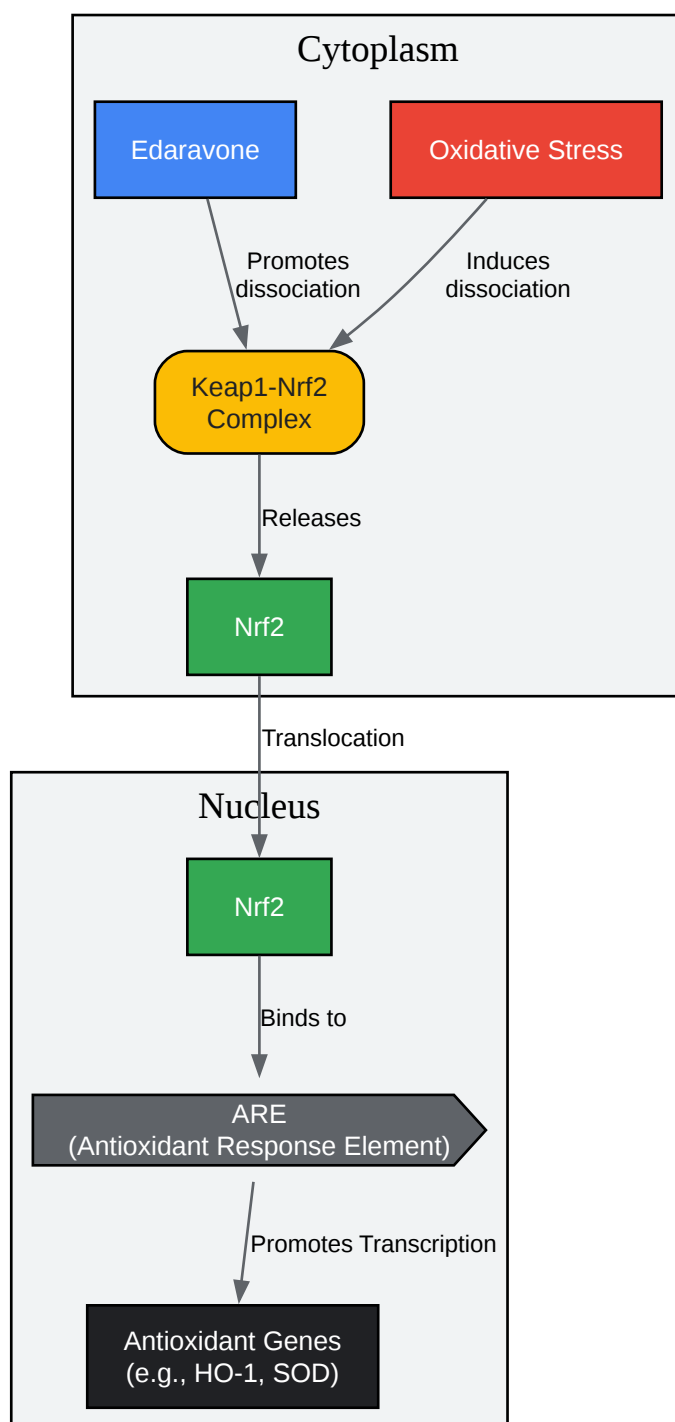 Cytoplasm
Edaravone
Oxidative Stress
Promotes
dissociation
Induces
dissociation
Keap1-Nrf2
Complex
Releases
Nrf2
Translocation
Nucleus
Nrf2
Binds to
ARE
(Antioxidant Response Element)
Promotes Transcription
Antioxidant Genes
(e.g., HO-1, SOD)